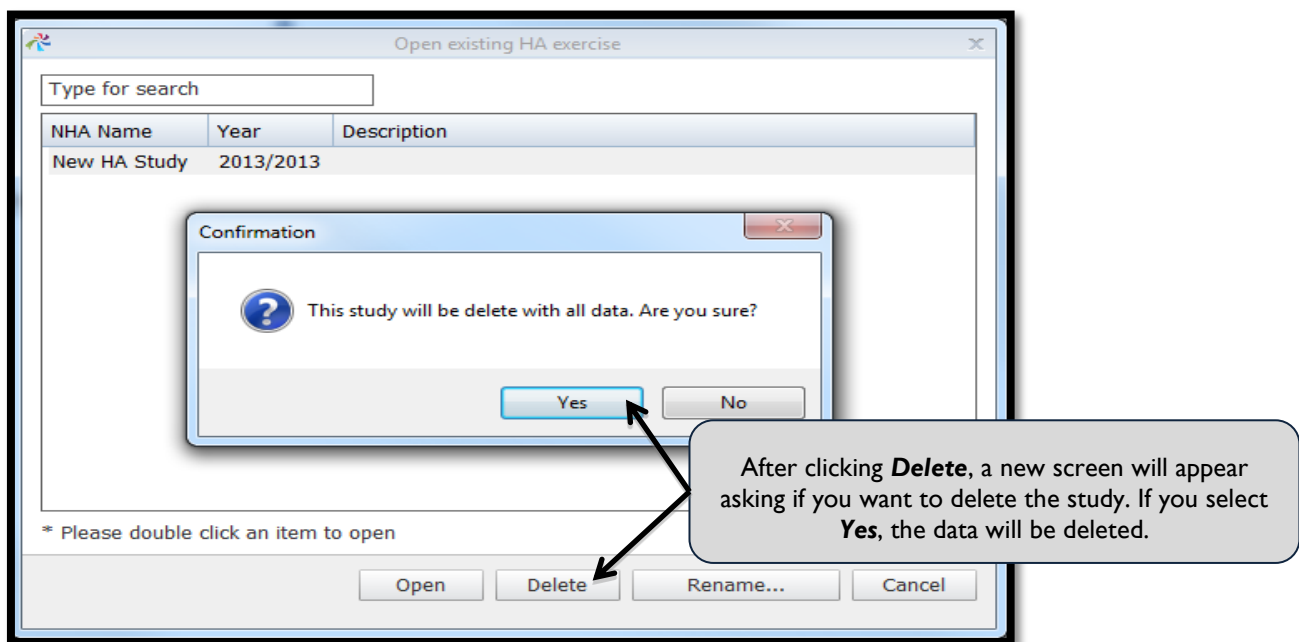 Open existing HA exercise
Type for search
NHA Name Year Description
New HA Study 2013/2013
Confirmation
This study will be delete with all data. Are you sure?
Yes No
After clicking Delete, a new screen will appear
asking if you want to delete the study. If you select
Yes, the data will be deleted.
* Please double click an item to open
Open Delete Rename... Cancel